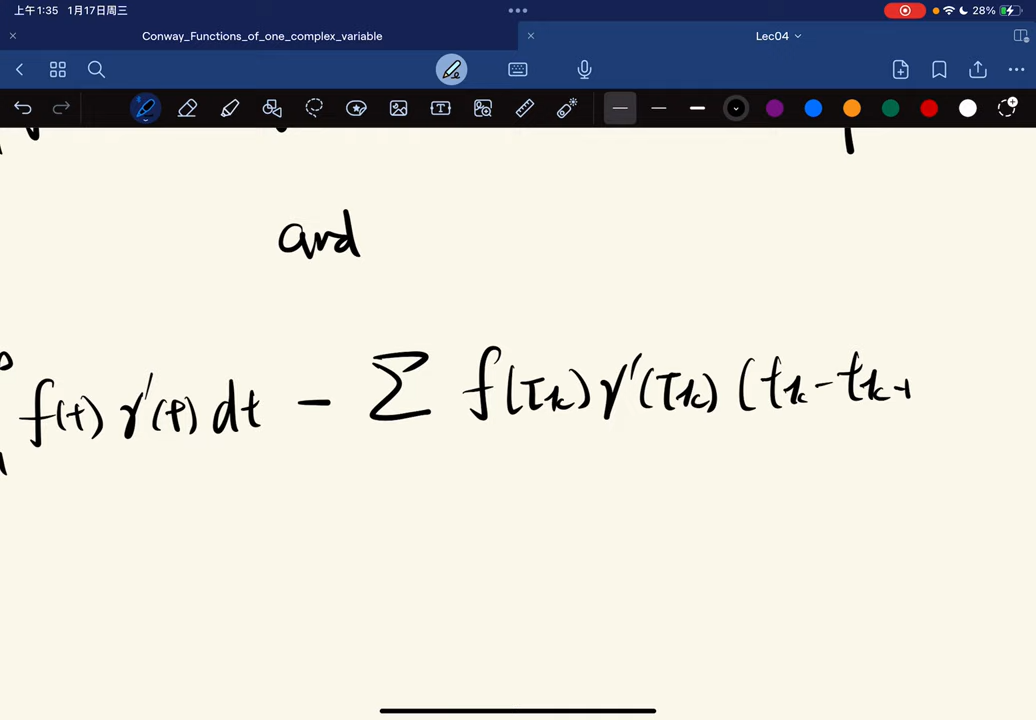 上午1:35 1月17日周三
28%
Conway_Functions_of_one_complex_variable
Lec04
and
f(t) γ'(t) dt − Σ f(τk) γ'(τk) (tk − tk-1